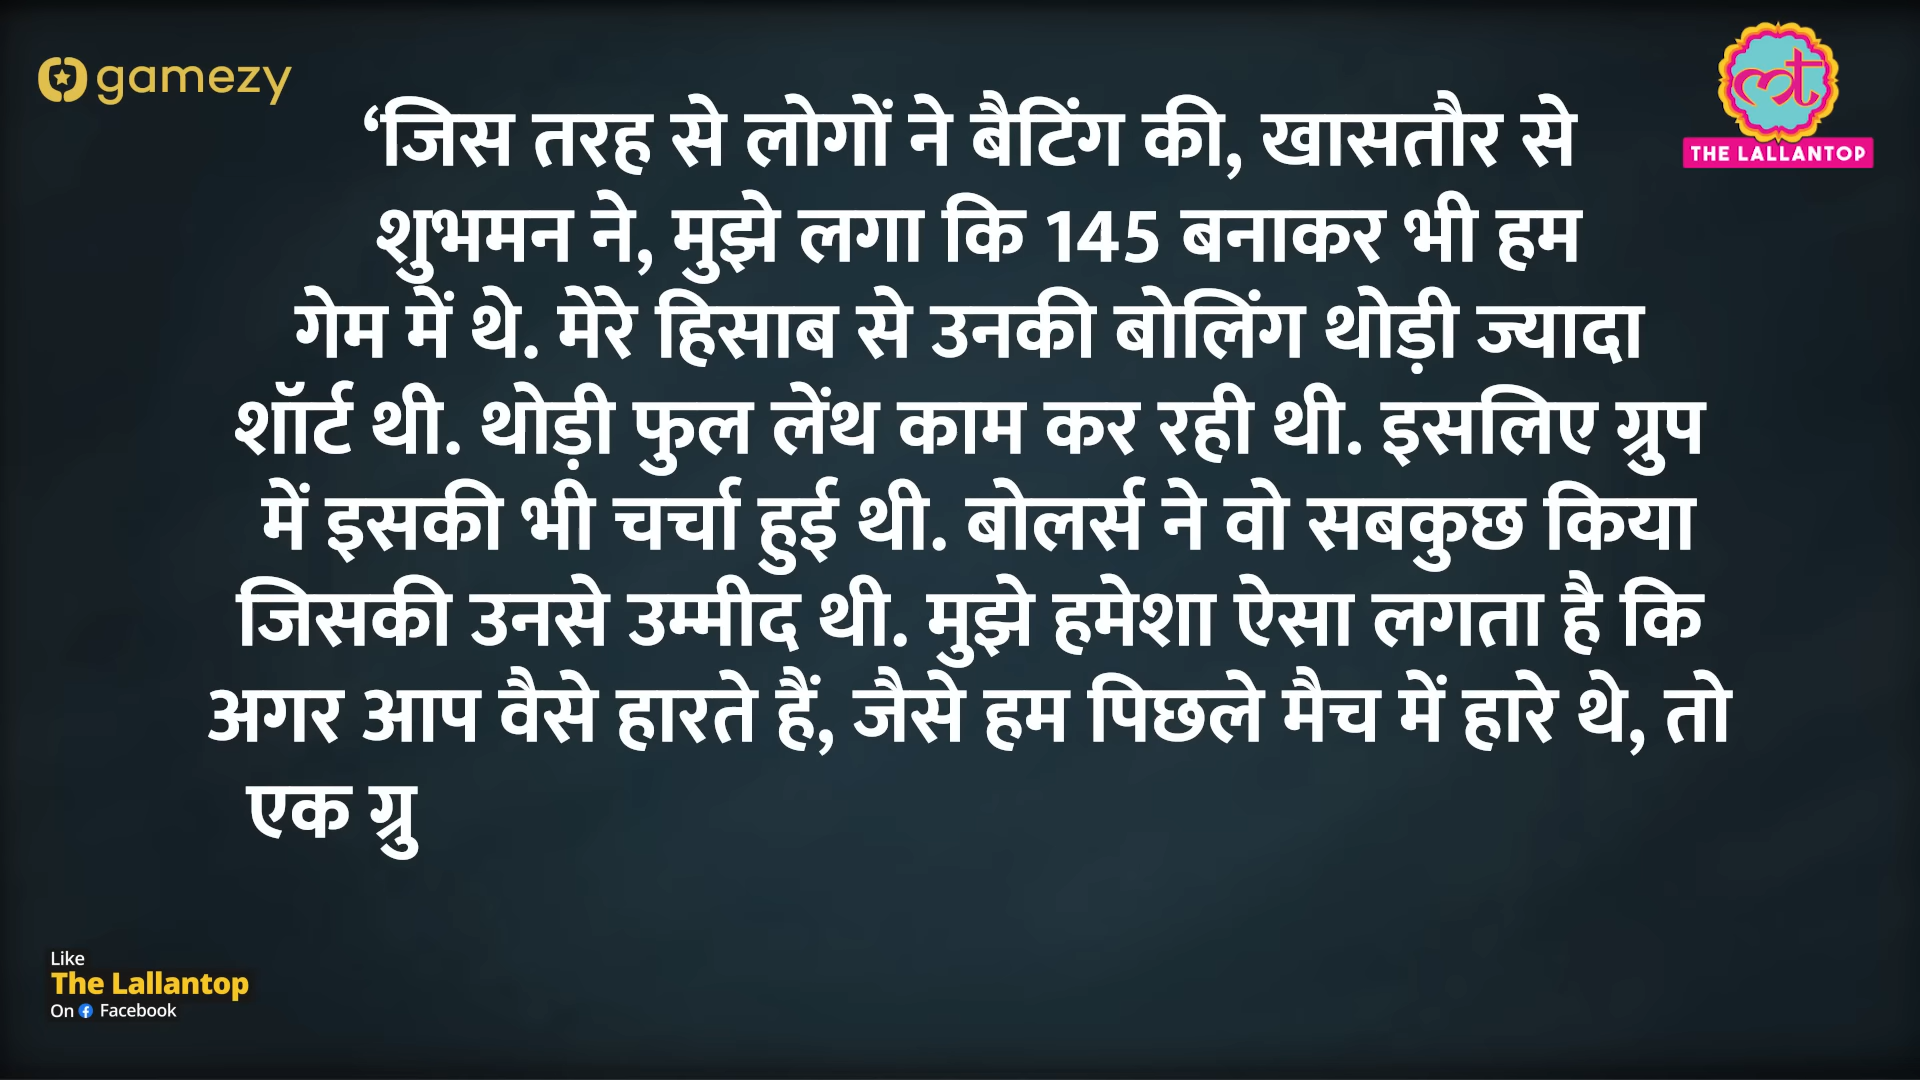 gamezy
लT
THE LALLANTOP
‘जिस तरह से लोगों ने बैटिंग की, खासतौर से
शुभमन ने, मुझे लगा कि 145 बनाकर भी हम
गेम में थे. मेरे हिसाब से उनकी बोलिंग थोड़ी ज्यादा
शॉर्ट थी. थोड़ी फुल लेंथ काम कर रही थी. इसलिए ग्रुप
में इसकी भी चर्चा हुई थी. बोलर्स ने वो सबकुछ किया
जिसकी उनसे उम्मीद थी. मुझे हमेशा ऐसा लगता है कि
अगर आप वैसे हारते हैं, जैसे हम पिछले मैच में हारे थे, तो
एक ग्रु
Like
The Lallantop
On Facebook